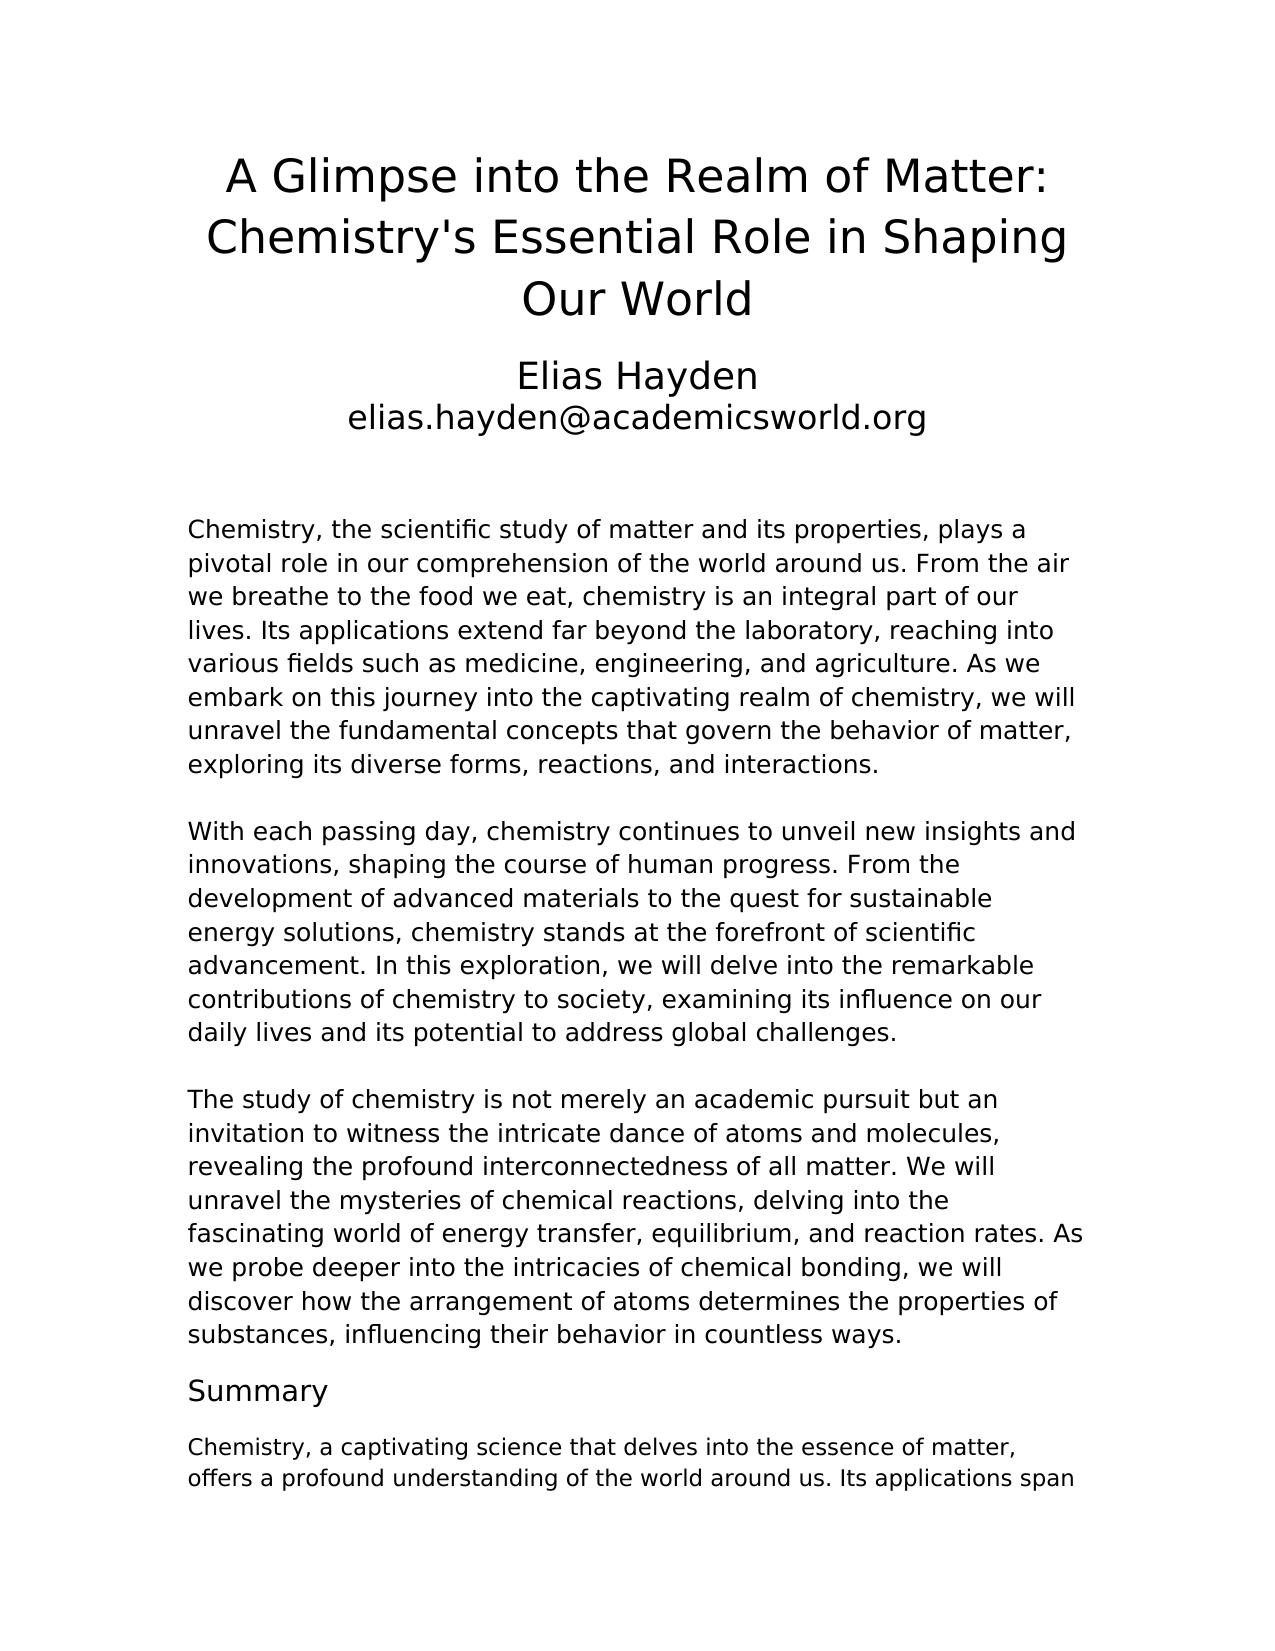 A Glimpse into the Realm of Matter:
Chemistry's Essential Role in Shaping
Our World
Elias Hayden
elias.hayden@academicsworld.org
Chemistry, the scientific study of matter and its properties, plays a
pivotal role in our comprehension of the world around us. From the air
we breathe to the food we eat, chemistry is an integral part of our
lives. Its applications extend far beyond the laboratory, reaching into
various fields such as medicine, engineering, and agriculture. As we
embark on this journey into the captivating realm of chemistry, we will
unravel the fundamental concepts that govern the behavior of matter,
exploring its diverse forms, reactions, and interactions.
With each passing day, chemistry continues to unveil new insights and
innovations, shaping the course of human progress. From the
development of advanced materials to the quest for sustainable
energy solutions, chemistry stands at the forefront of scientific
advancement. In this exploration, we will delve into the remarkable
contributions of chemistry to society, examining its influence on our
daily lives and its potential to address global challenges.
The study of chemistry is not merely an academic pursuit but an
invitation to witness the intricate dance of atoms and molecules,
revealing the profound interconnectedness of all matter. We will
unravel the mysteries of chemical reactions, delving into the
fascinating world of energy transfer, equilibrium, and reaction rates. As
we probe deeper into the intricacies of chemical bonding, we will
discover how the arrangement of atoms determines the properties of
substances, influencing their behavior in countless ways.
Summary
Chemistry, a captivating science that delves into the essence of matter,
offers a profound understanding of the world around us. Its applications span